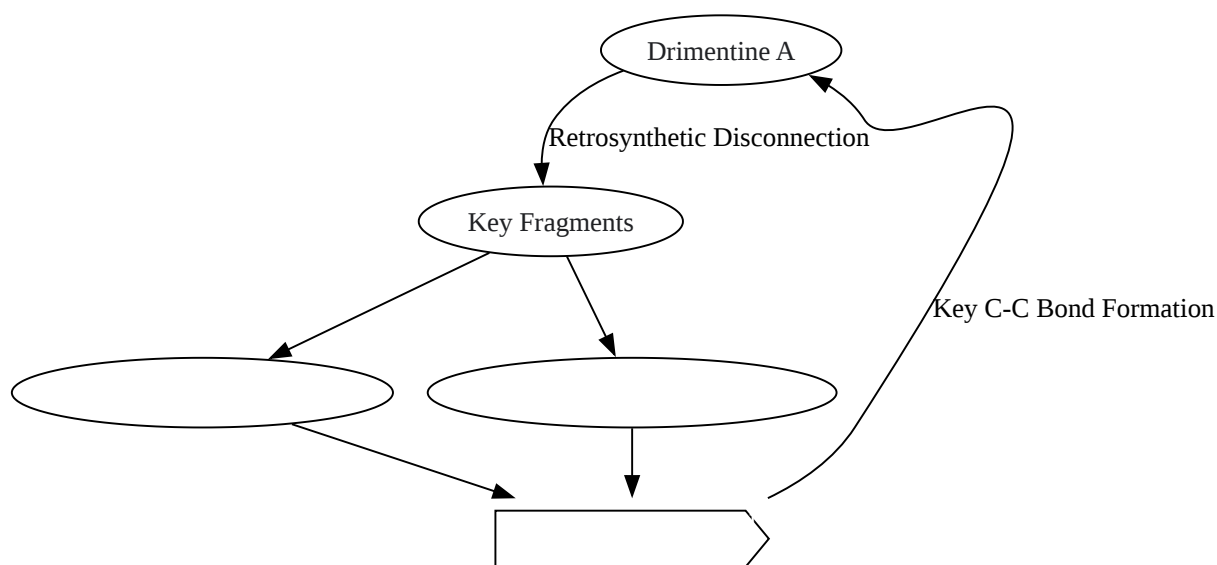 Drimentine A
Retrosynthetic Disconnection
Key Fragments
Key C-C Bond Formation